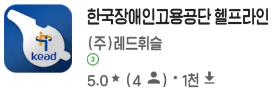 kead
한국장애인고용공단 헬프라인
(주)레드휘슬
3
5.0 ★ (4 ) · 1천